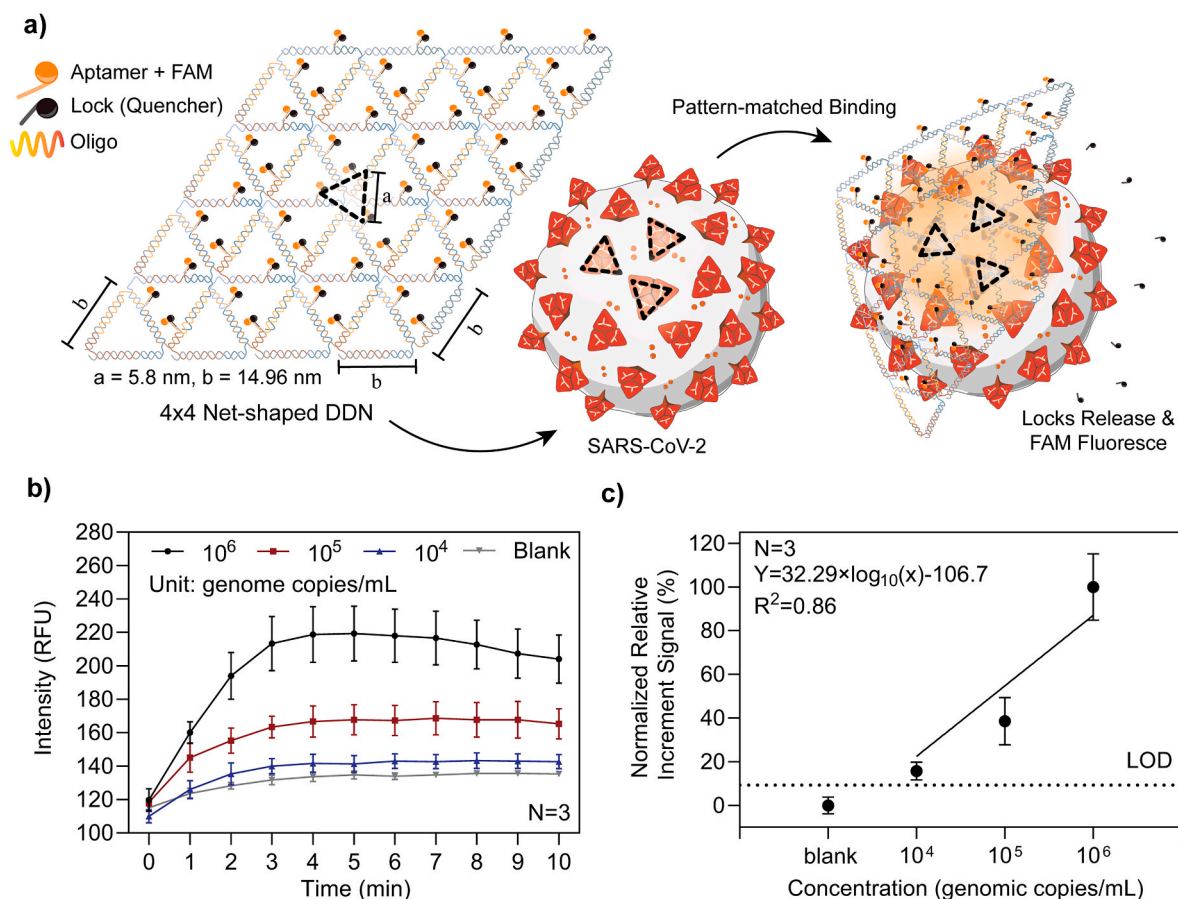 a)
Aptamer + FAM
Lock (Quencher)
Oligo
a
b
b
b
a = 5.8 nm, b = 14.96 nm
4x4 Net-shaped DDN
SARS-CoV-2
Pattern-matched Binding
Locks Release &
FAM Fluoresce
b)
280
260
240
220
200
180
160
140
120
100
Intensity (RFU)
10⁶ 10⁵ 10⁴ Blank
Unit: genome copies/mL
N=3
0 1 2 3 4 5 6 7 8 9 10
Time (min)
c)
Normalized Relative
Increment Signal (%)
120
100
80
60
40
20
0
N=3
Y=32.29×log₁₀(x)-106.7
R²=0.86
LOD
blank 10⁴ 10⁵ 10⁶
Concentration (genomic copies/mL)